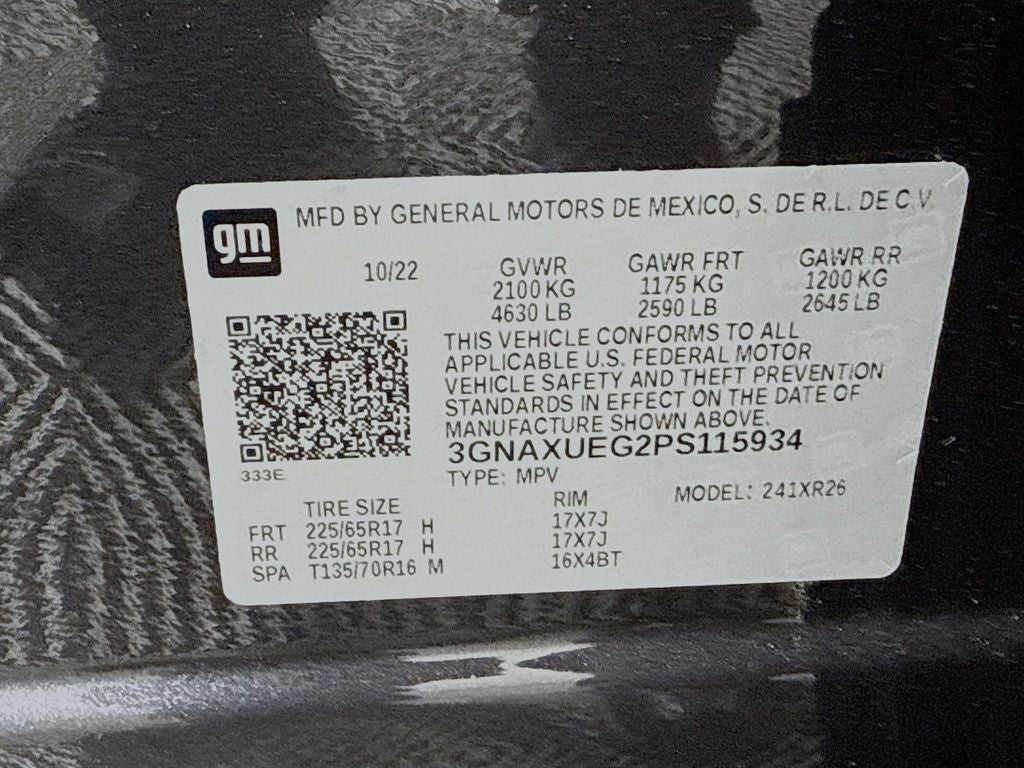 gm
MFD BY GENERAL MOTORS DE MEXICO, S. DE R.L. DE C.V.
10/22 GVWR GAWR FRT GAWR RR
2100 KG 1175 KG 1200 KG
4630 LB 2590 LB 2645 LB
THIS VEHICLE CONFORMS TO ALL
APPLICABLE U.S. FEDERAL MOTOR
VEHICLE SAFETY AND THEFT PREVENTION
STANDARDS IN EFFECT ON THE DATE OF
MANUFACTURE SHOWN ABOVE.
3GNAXUEG2PS115934
333E
TYPE: MPV MODEL: 241XR26
TIRE SIZE RIM
FRT 225/65R17 H 17X7J
RR 225/65R17 H 17X7J
SPA T135/70R16 M 16X4BT